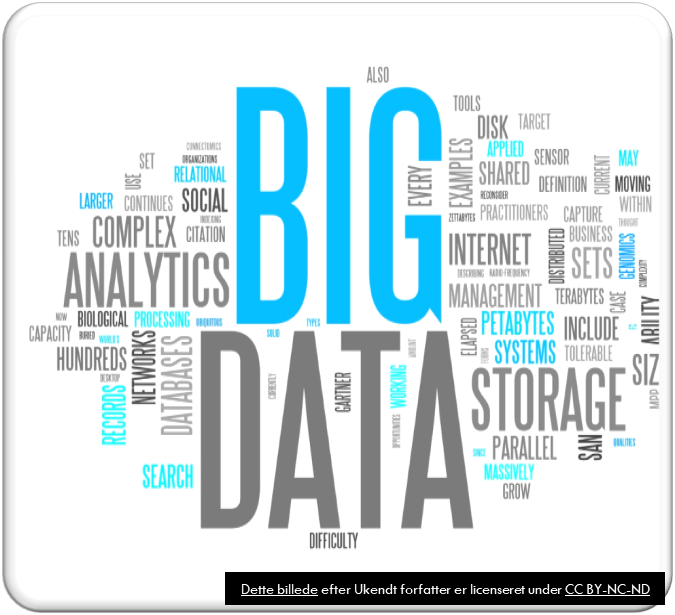 ALSO
BIG
TOOLS
DISK
TARGET
CONNECTOMICS
SET
ORGANIZATIONS
APPLIED
EVERY
EXAMPLES
SENSOR
CURRENT
MAY
USE
RELATIONAL
SHARED
DEFINITION
MOVING
LARGER
CONTINUES
SOCIAL
RECONSIDER
WITHIN
INDEXING
ZETTABYTES
PRACTITIONERS
CAPTURE
THOUGHT
TENS
COMPLEX
CITATION
INTERNET
DISTRIBUTED
BUSINESS
GENOMICS
ANALYTICS
DESCRIBING
RADIO-FREQUENCY
SETS
COMPLEXITY
MANAGEMENT
TERABYTES
CASE
ABILITY
NOW
BIOLOGICAL
PROCESSING
UBIQUITOUS
TYPES
SOLID
ELAPSED
PETABYTES
INCLUDE
PC
CAPACITY
BURIED
WORLD'S
NETWORKS
DATABASES
DATA
AMOUNT
SYSTEMS
TOLERABLE
HUNDREDS
DESKTOP
CURRENTLY
GARTNER
WORKING
STORAGE
SIZ
MPP
RECORDS
OPPORTUNITIES
SINCE
PARALLEL
SAN
QUALITIES
SEARCH
MASSIVELY
GROW
DIFFICULTY
Dette billede efter Ukendt forfatter er licenseret under CC BY-NC-ND